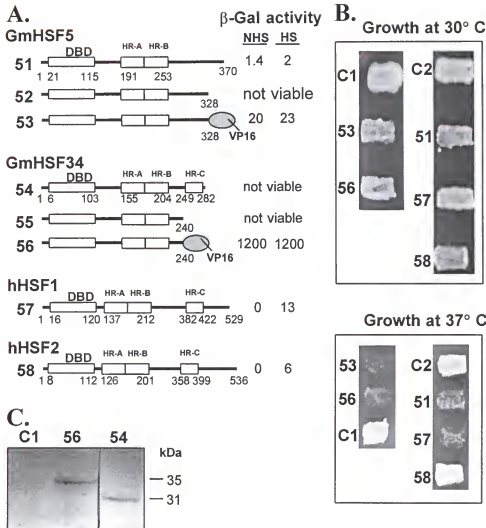 A.
β-Gal activity
GmHSF5
NHS HS
DBD HR-A HR-B
51 1.4 2
1 21 115 191 253 370
52 not viable
328
53 20 23
328 VP16
GmHSF34
DBD HR-A HR-B HR-C
54 not viable
1 6 103 155 204 249 282
55 not viable
240
56 1200 1200
240 VP16
hHSF1
DBD HR-A HR-B HR-C
57 0 13
1 16 120 137 212 382 422 529
hHSF2
DBD HR-A HR-B HR-C
58 0 6
1 8 112 126 201 358 399 536
B.
Growth at 30° C
C1 C2
53 51
56 57
58
Growth at 37° C
53 C2
56 51
C1 57
58
C.
C1 56 54
kDa
35
31